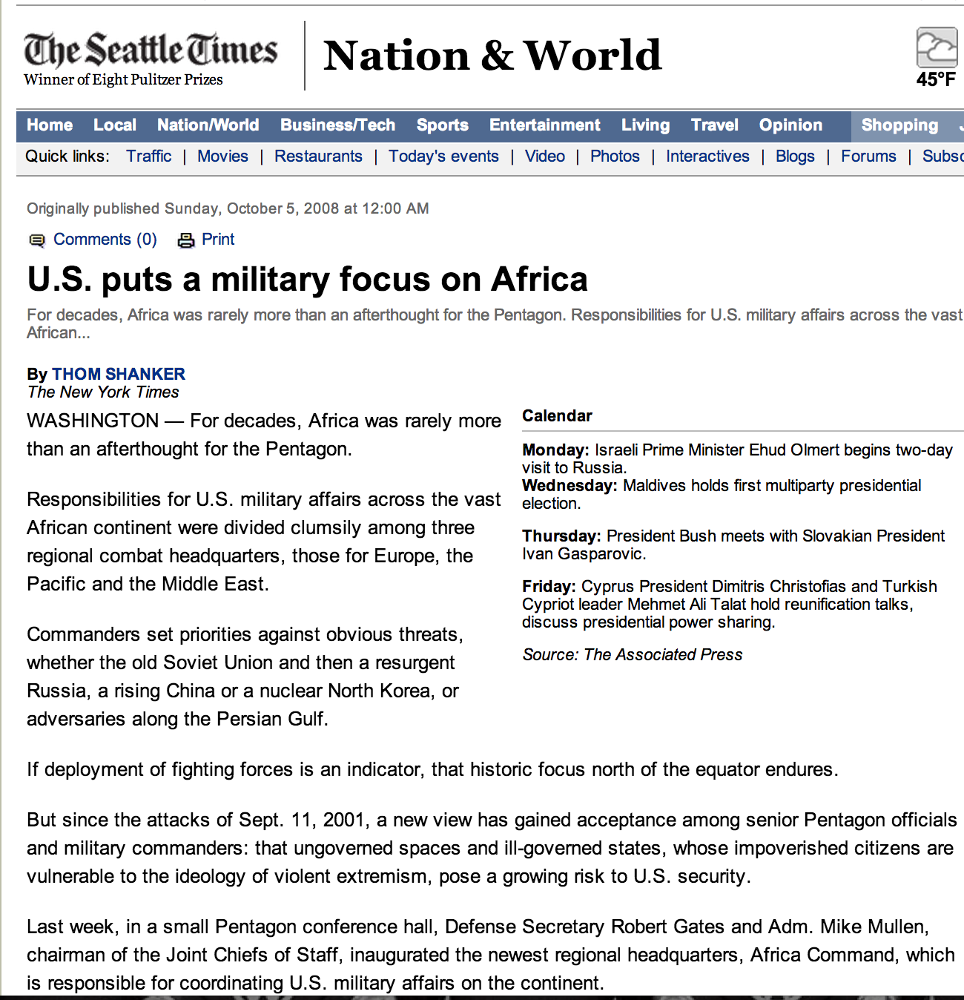 The Seattle Times
Winner of Eight Pulitzer Prizes
Nation & World
45°F
Home Local Nation/World Business/Tech Sports Entertainment Living Travel Opinion Shopping
Quick links: Traffic | Movies | Restaurants | Today's events | Video | Photos | Interactives | Blogs | Forums | Subsc
Originally published Sunday, October 5, 2008 at 12:00 AM
Comments (0) Print
U.S. puts a military focus on Africa
For decades, Africa was rarely more than an afterthought for the Pentagon. Responsibilities for U.S. military affairs across the vast
African...
By THOM SHANKER
The New York Times
WASHINGTON — For decades, Africa was rarely more
than an afterthought for the Pentagon.
Responsibilities for U.S. military affairs across the vast
African continent were divided clumsily among three
regional combat headquarters, those for Europe, the
Pacific and the Middle East.
Commanders set priorities against obvious threats,
whether the old Soviet Union and then a resurgent
Russia, a rising China or a nuclear North Korea, or
adversaries along the Persian Gulf.
Calendar
Monday: Israeli Prime Minister Ehud Olmert begins two-day
visit to Russia.
Wednesday: Maldives holds first multiparty presidential
election.
Thursday: President Bush meets with Slovakian President
Ivan Gasparovic.
Friday: Cyprus President Dimitris Christofias and Turkish
Cypriot leader Mehmet Ali Talat hold reunification talks,
discuss presidential power sharing.
Source: The Associated Press
If deployment of fighting forces is an indicator, that historic focus north of the equator endures.
But since the attacks of Sept. 11, 2001, a new view has gained acceptance among senior Pentagon officials
and military commanders: that ungoverned spaces and ill-governed states, whose impoverished citizens are
vulnerable to the ideology of violent extremism, pose a growing risk to U.S. security.
Last week, in a small Pentagon conference hall, Defense Secretary Robert Gates and Adm. Mike Mullen,
chairman of the Joint Chiefs of Staff, inaugurated the newest regional headquarters, Africa Command, which
is responsible for coordinating U.S. military affairs on the continent.